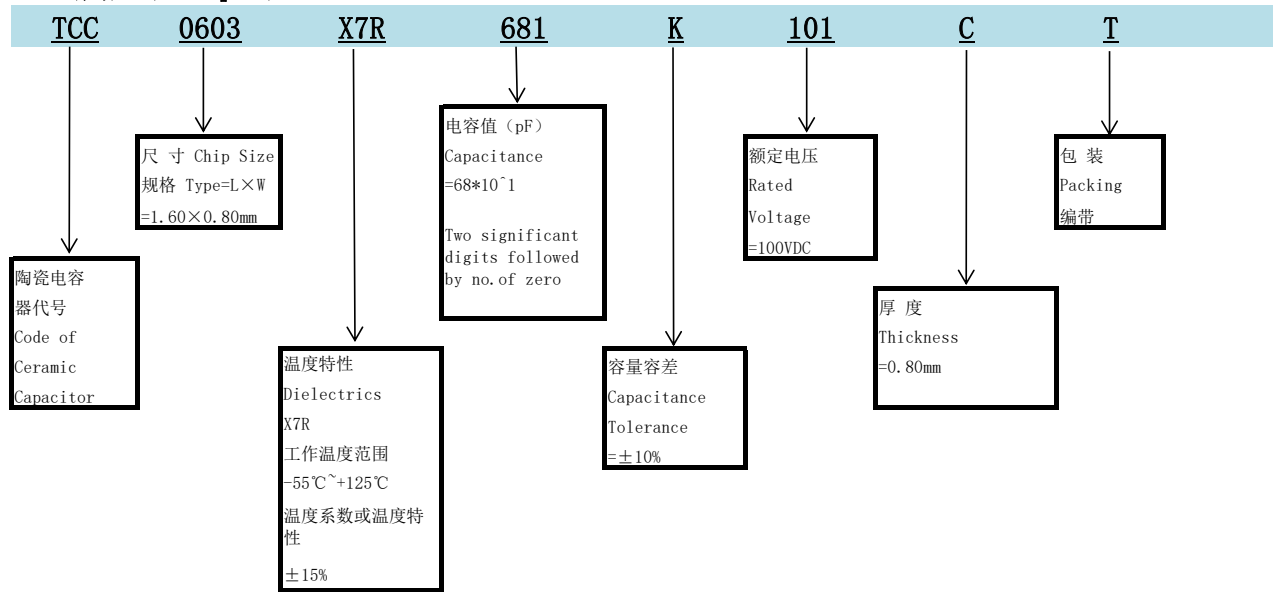 TCC 0603 X7R 681 K 101 C T
陶瓷电容
器代号
Code of
Ceramic
Capacitor
尺 寸 Chip Size
规格 Type=L×W
=1.60×0.80mm
温度特性
Dielectrics
X7R
工作温度范围
-55℃~+125℃
温度系数或温度特
性
±15%
电容值（pF）
Capacitance
=68*10^1
Two significant
digits followed
by no.of zero
容量容差
Capacitance
Tolerance
=±10%
额定电压
Rated
Voltage
=100VDC
厚 度
Thickness
=0.80mm
包 装
Packing
编带